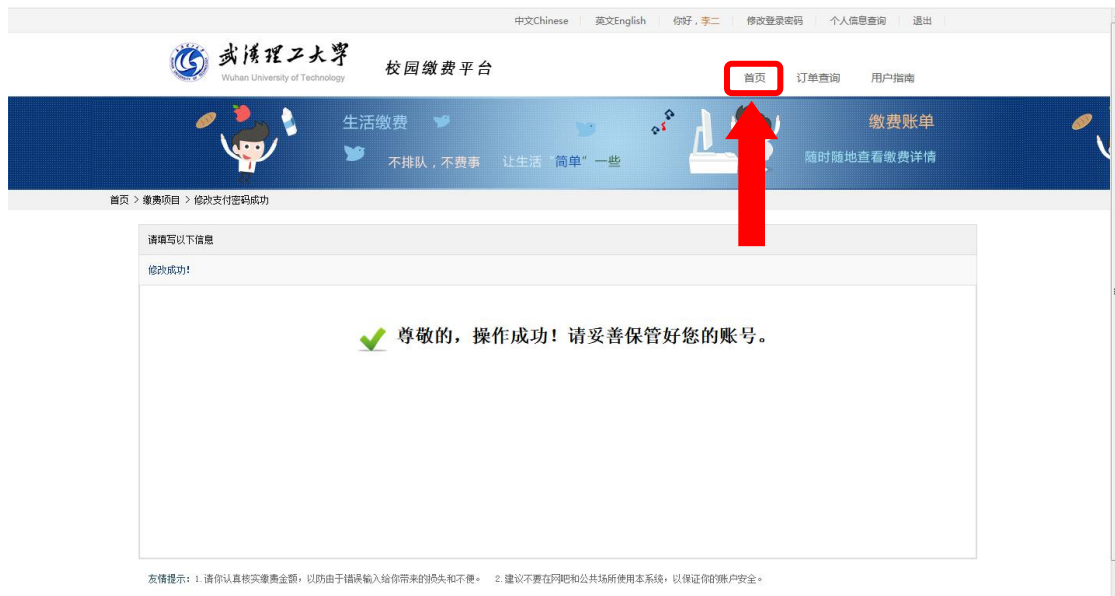 中文Chinese 英文English 你好，李二 修改登录密码 个人信息查询 退出
武汉理工大学
Wuhan University of Technology
校园缴费平台
首页 订单查询 用户指南
生活缴费
不排队，不费事 让生活“简单”一些
缴费账单
随时随地查看缴费详情
首页 > 缴费项目 > 修改支付密码成功
请填写以下信息
修改成功！
尊敬的，操作成功！请妥善保管好您的账号。
友情提示：1.请你认真核实缴费金额，以防由于错误输入给你带来的损失和不便。 2.建议不要在网吧和公共场所使用本系统，以保证你的账户安全。